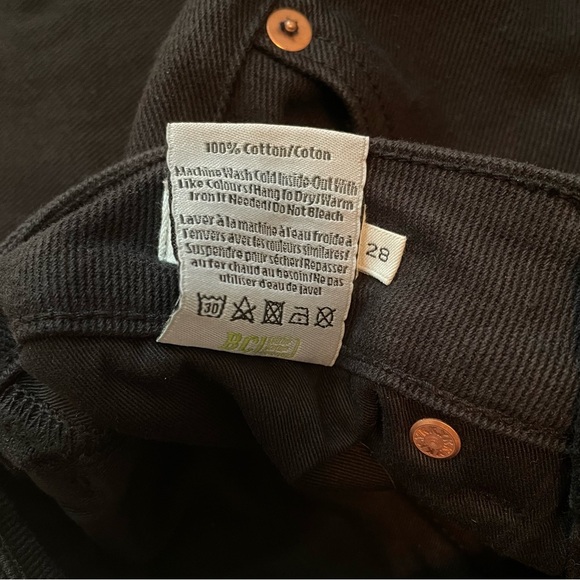 100% Cotton/Coton
Machine Wash Cold Inside-Out With
Like Colours/Hang To Dry/Warm
Iron If Needed/Do Not Bleach
Laver à la machine à l'eau froide à
l'envers avec les couleurs similaires/
Suspendre pour sécher/Repasser
au fer chaud au besoin/Ne pas
utiliser d'eau de javel
30
28